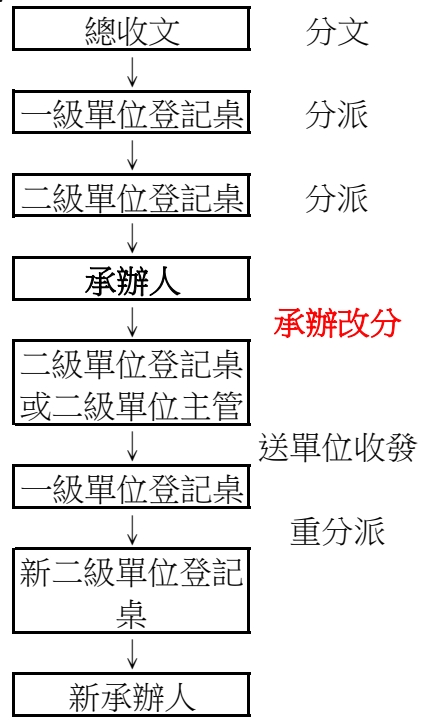 總收文 分文
↓
一級單位登記桌 分派
↓
二級單位登記桌 分派
↓
承辦人
↓ 承辦改分
二級單位登記桌
或二級單位主管
↓ 送單位收發
一級單位登記桌
↓ 重分派
新二級單位登記
桌
↓
新承辦人